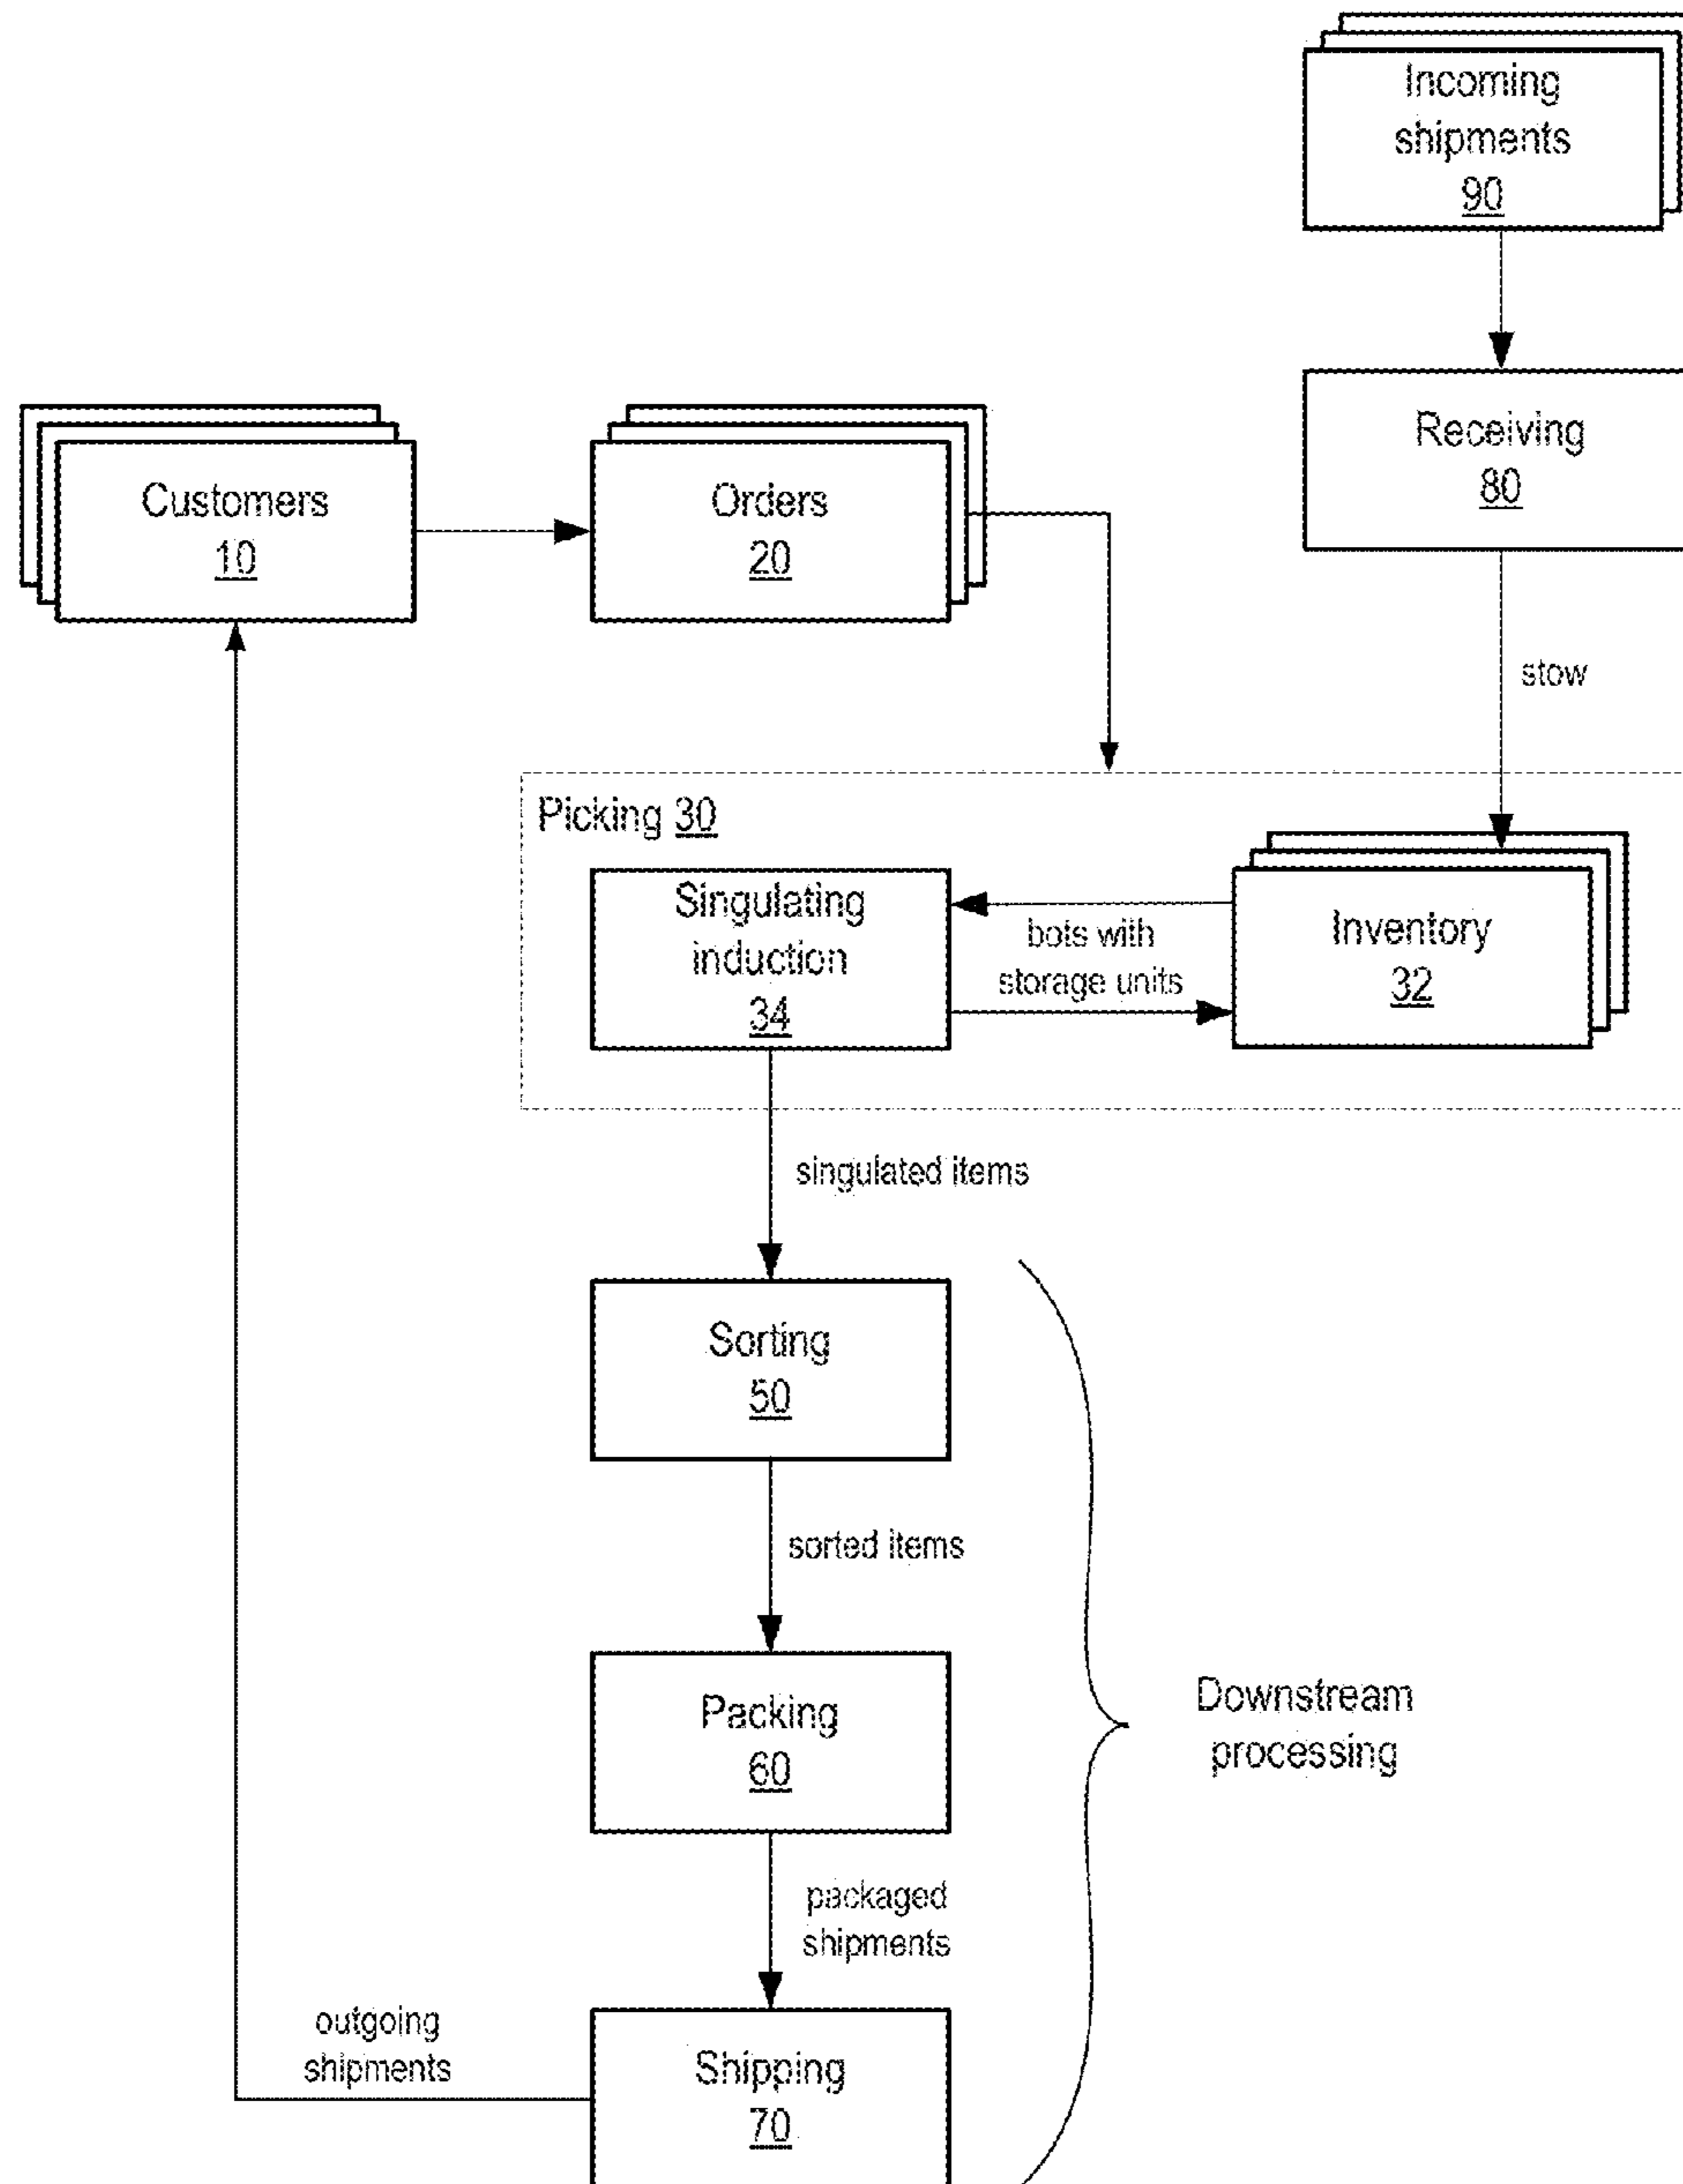 Incoming
shipments
90
Receiving
80
Customers
10
Orders
20
stow
Picking 30
Singulating
induction
34
bots with
storage units
Inventory
32
singulated items
Sorting
50
sorted items
Packing
60
Downstream
processing
packaged
shipments
outgoing
shipments
Shipping
70